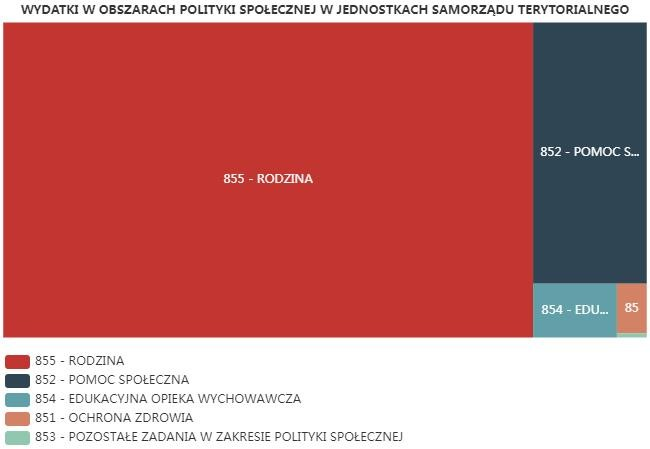 WYDATKI W OBSZARACH POLITYKI SPOŁECZNEJ W JEDNOSTKACH SAMORZĄDU TERYTORIALNEGO
855 - RODZINA
852 - POMOC S...
854 - EDU...
85
855 - RODZINA
852 - POMOC SPOŁECZNA
854 - EDUKACYJNA OPIEKA WYCHOWAWCZA
851 - OCHRONA ZDROWIA
853 - POZOSTAŁE ZADANIA W ZAKRESIE POLITYKI SPOŁECZNEJ